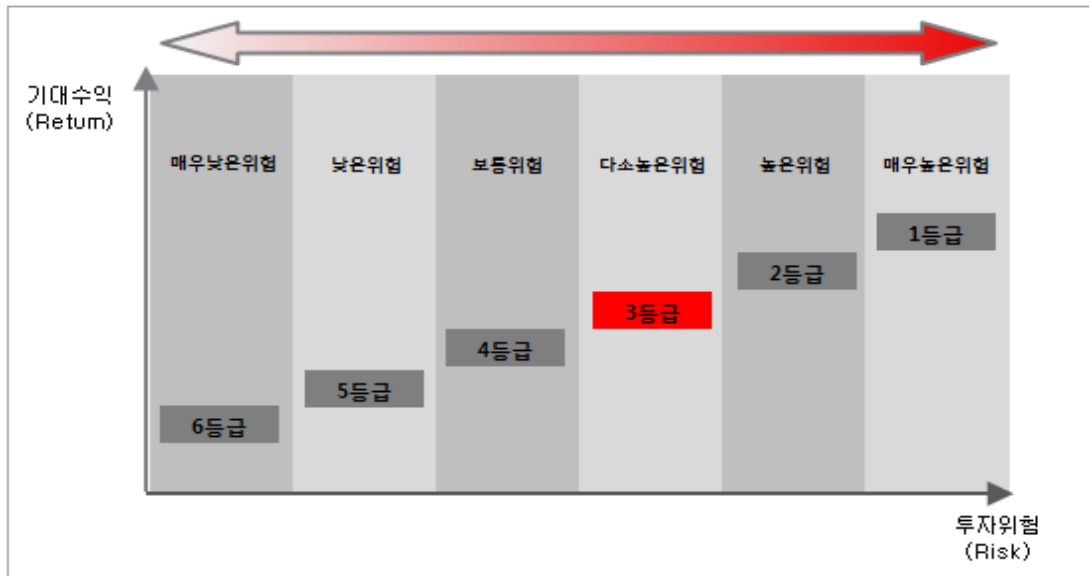 기대수익
(Return)
매우낮은위험
낮은위험
보통위험
다소높은위험
높은위험
매우높은위험
1등급
2등급
3등급
4등급
5등급
6등급
투자위험
(Risk)